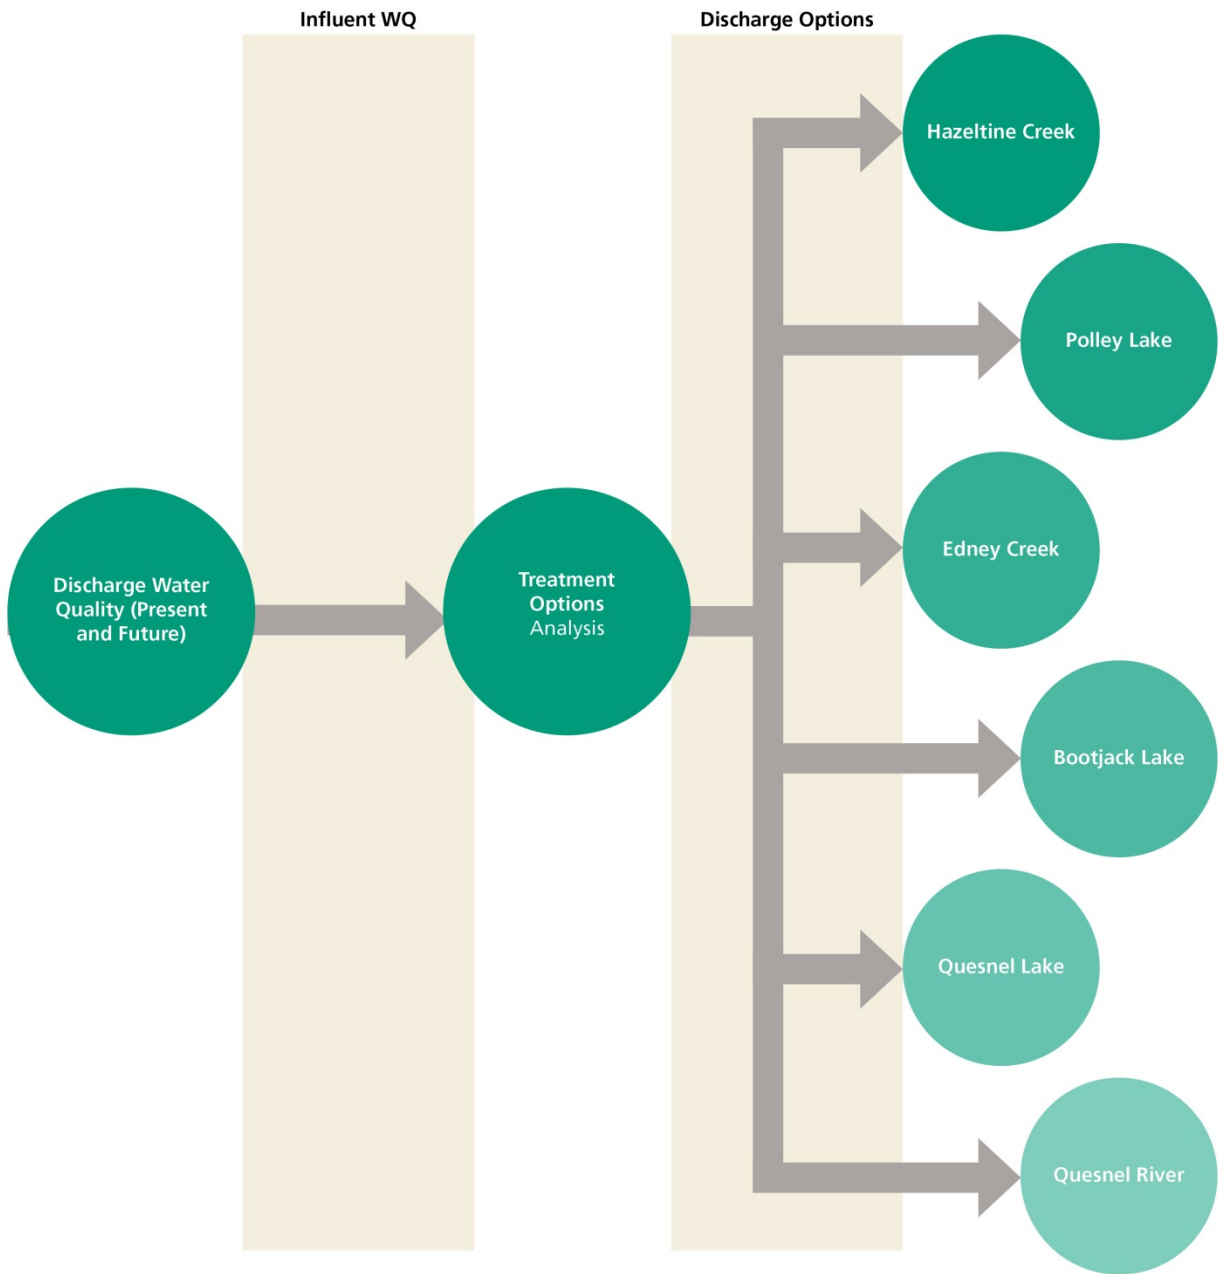 Influent WQ
Discharge Options
Hazeltine Creek
Polley Lake
Edney Creek
Discharge Water
Quality (Present
and Future)
Treatment
Options
Analysis
Bootjack Lake
Quesnel Lake
Quesnel River